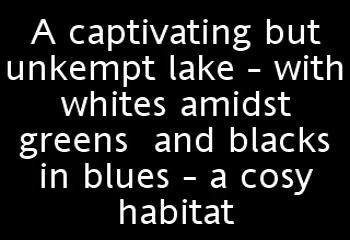 A captivating but
unkempt lake - with
whites amidst
greens  and blacks
in blues - a cosy
habitat